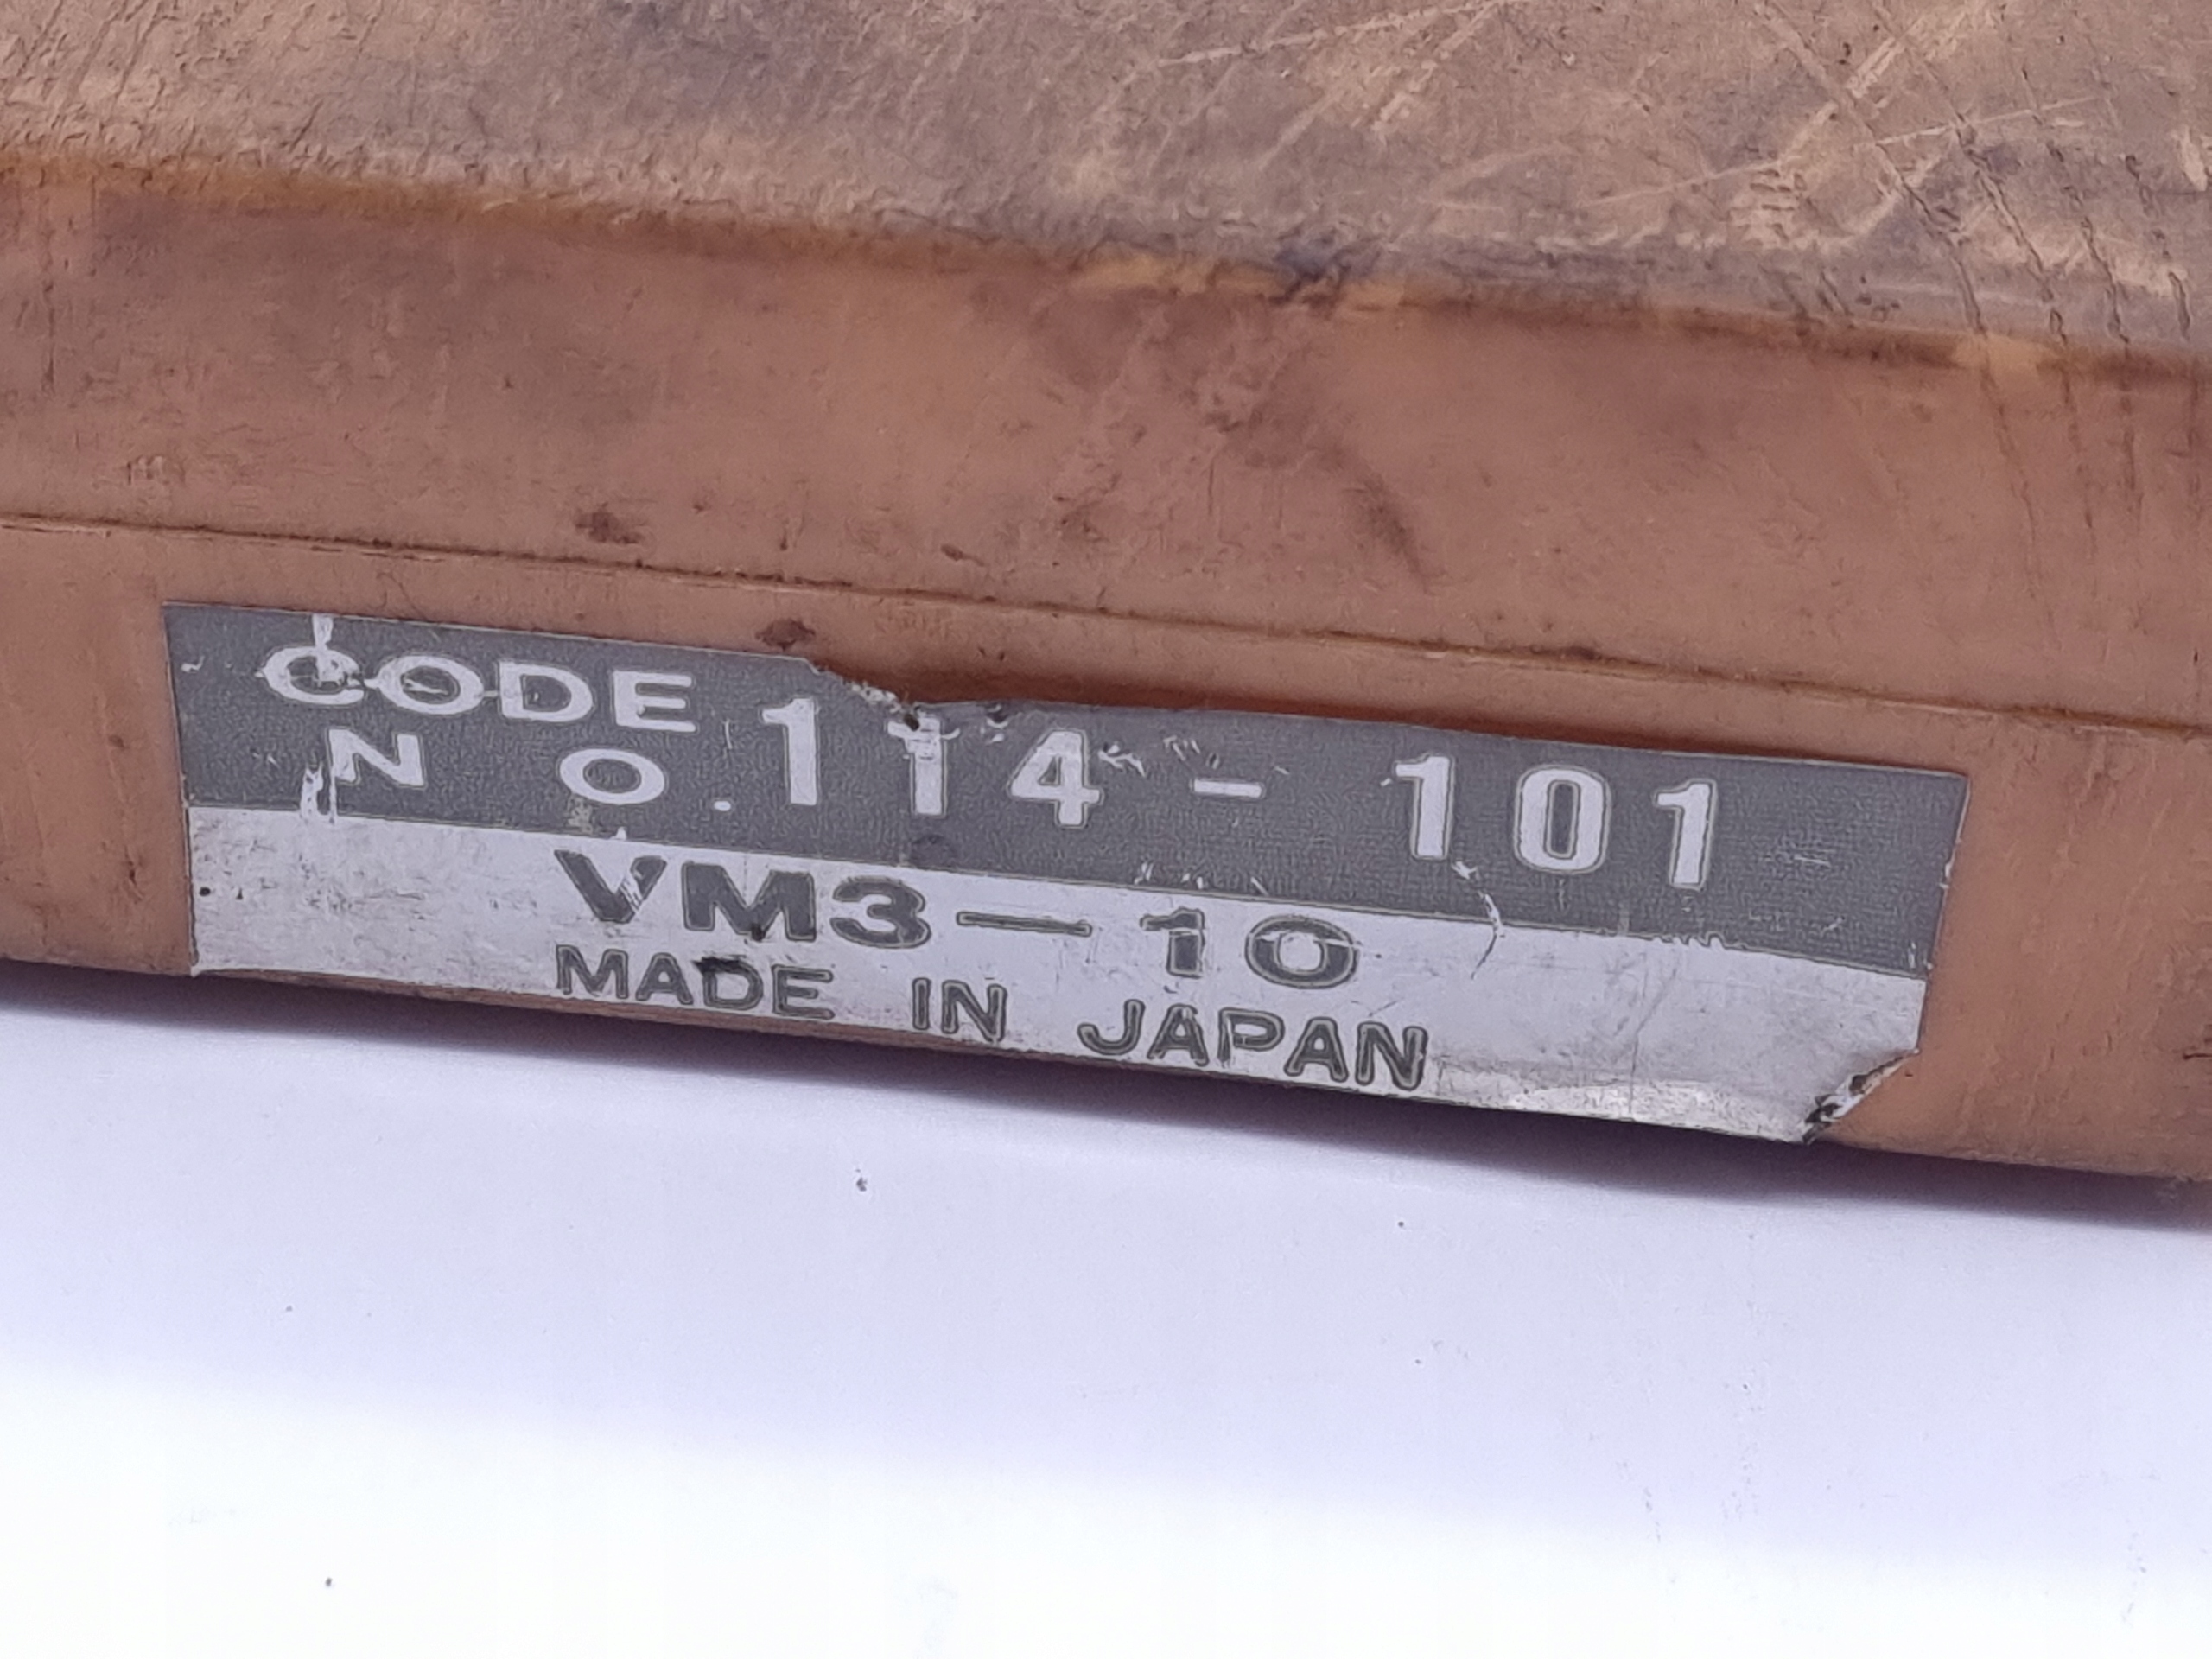 CODE
NO. 114-101
VM3-10
MADE IN JAPAN